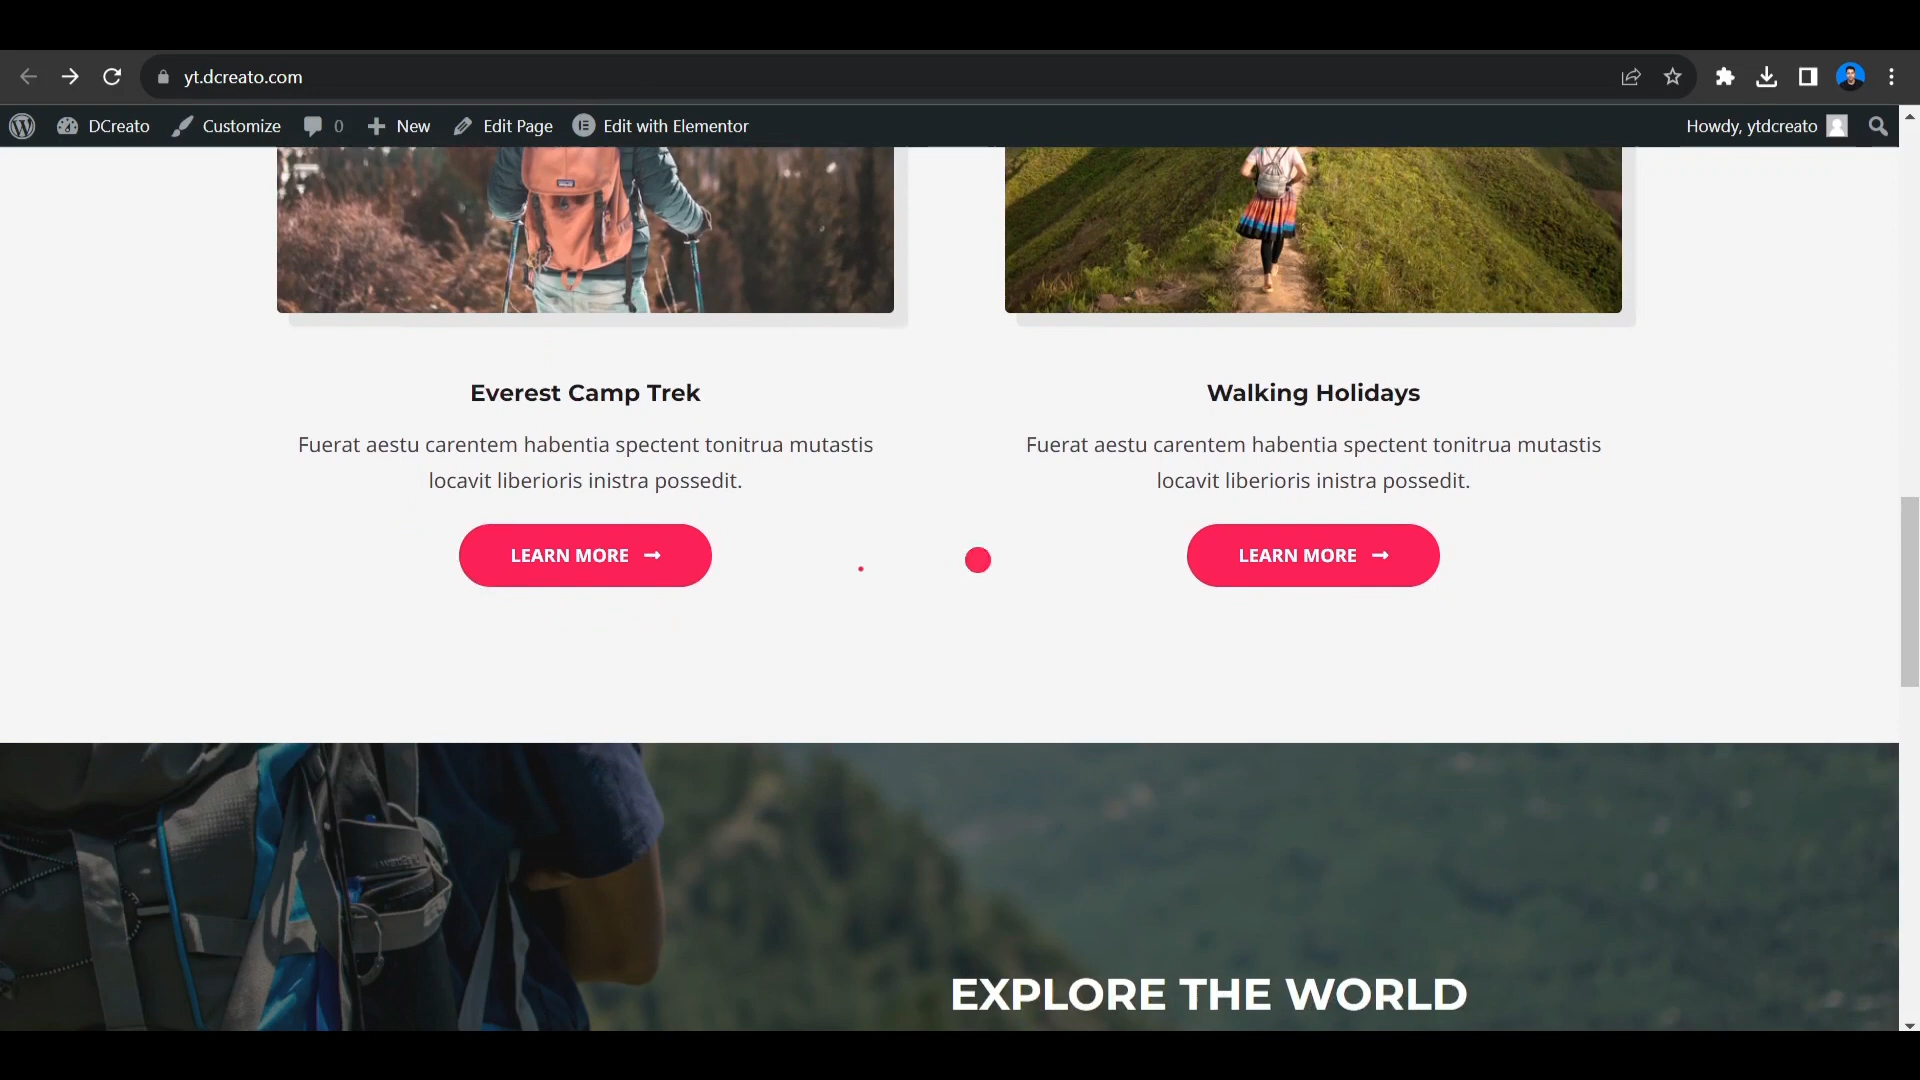 yt.dcreato.com
DCreato Customize 0 New Edit Page Edit with Elementor Howdy, ytdcreato
Everest Camp Trek
Fuerat aestu carentem habentia spectent tonitrua mutastis
locavit liberioris inistra possedit.
LEARN MORE
Walking Holidays
Fuerat aestu carentem habentia spectent tonitrua mutastis
locavit liberioris inistra possedit.
LEARN MORE
EXPLORE THE WORLD